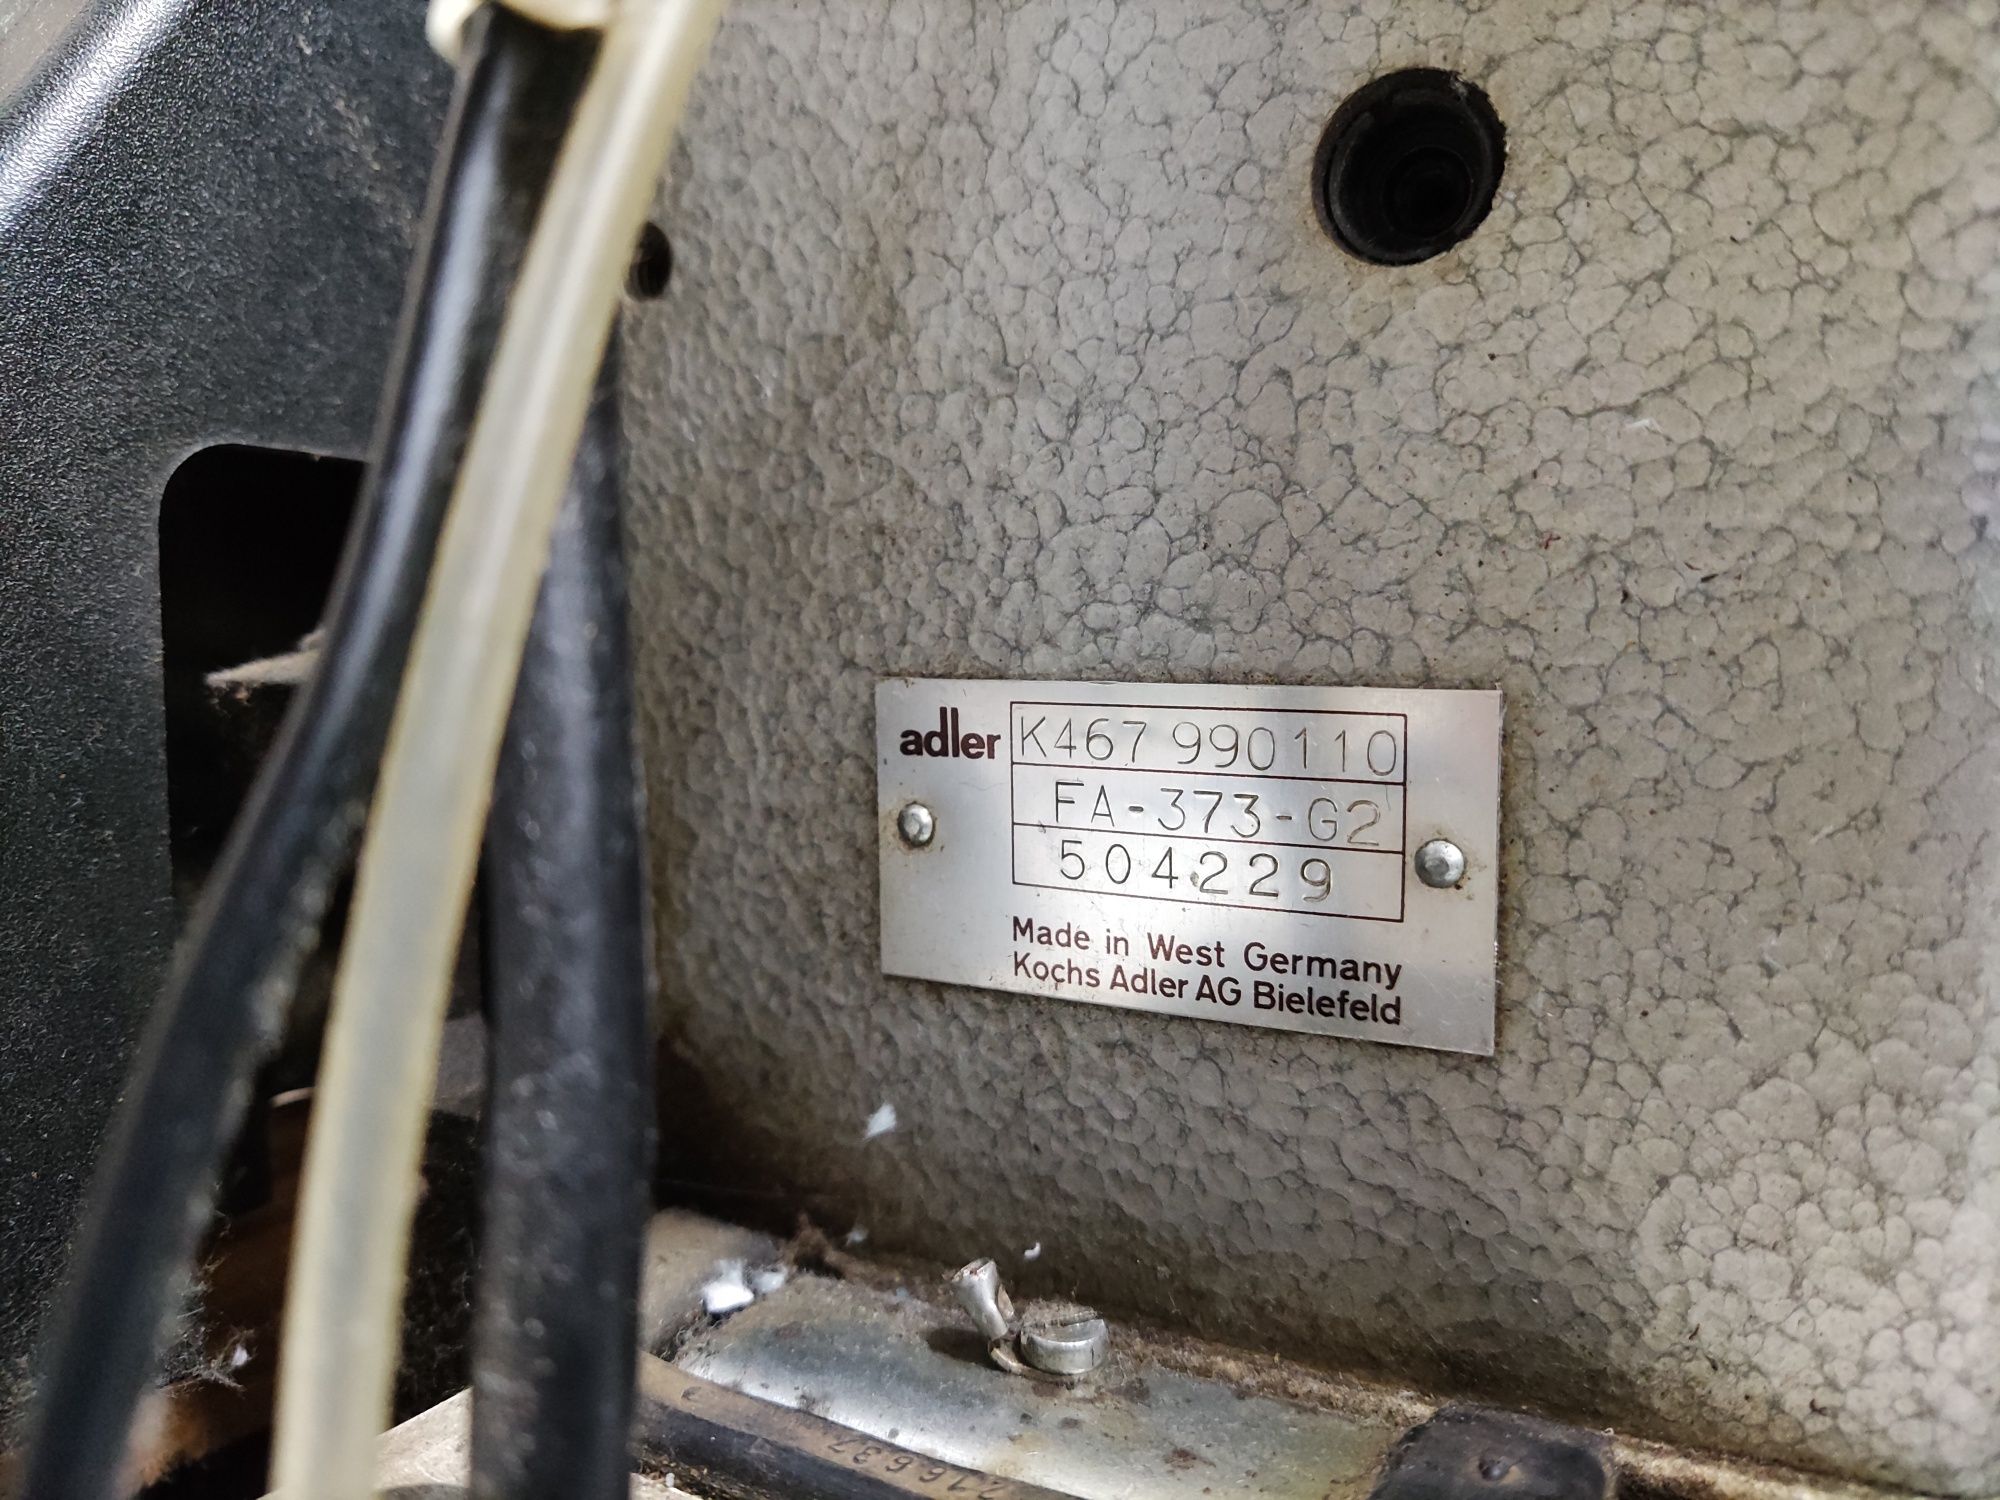 adler K467 990110
FA-373-G2
504229
Made in West Germany
Kochs Adler AG Bielefeld